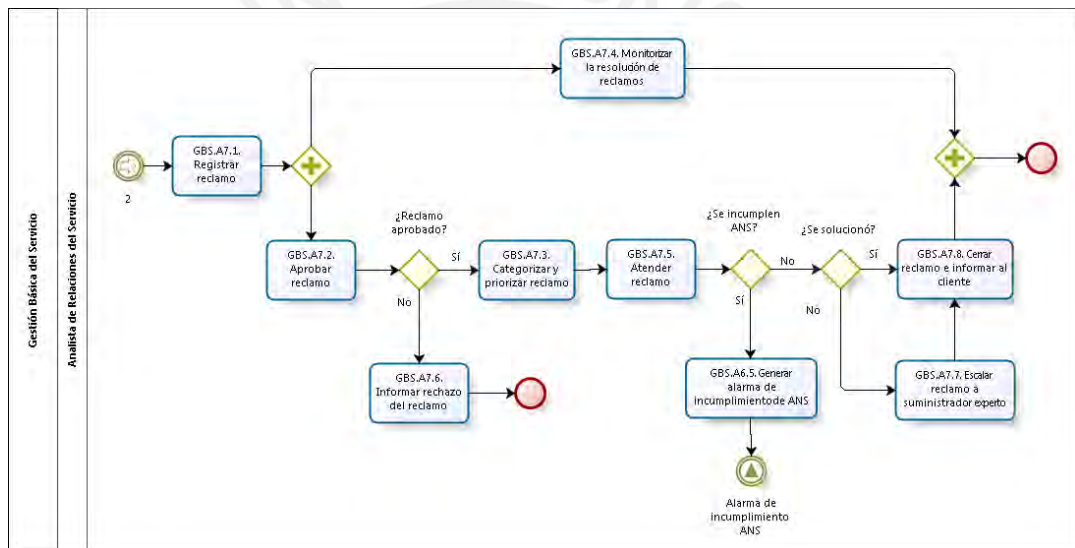 Gestión Básica del Servicio
Analista de Relaciones del Servicio
2
GBS.A7.1.
Registrar
reclamo
GBS.A7.4. Monitorizar
la resolución de
reclamos
GBS.A7.2.
Aprobar
reclamo
¿Reclamo
aprobado?
Sí
No
GBS.A7.3.
Categorizar y
priorizar reclamo
GBS.A7.5.
Atender
reclamo
¿Se incumplen
ANS?
No
Sí
¿Se solucionó?
Sí
No
GBS.A7.8. Cerrar
reclamo e informar al
cliente
GBS.A7.6.
Informar rechazo
del reclamo
GBS.A6.5. Generar
alarma de
incumplimiento de ANS
GBS.A7.7. Escalar
reclamo a
suministrador experto
Alarma de
incumplimiento
ANS